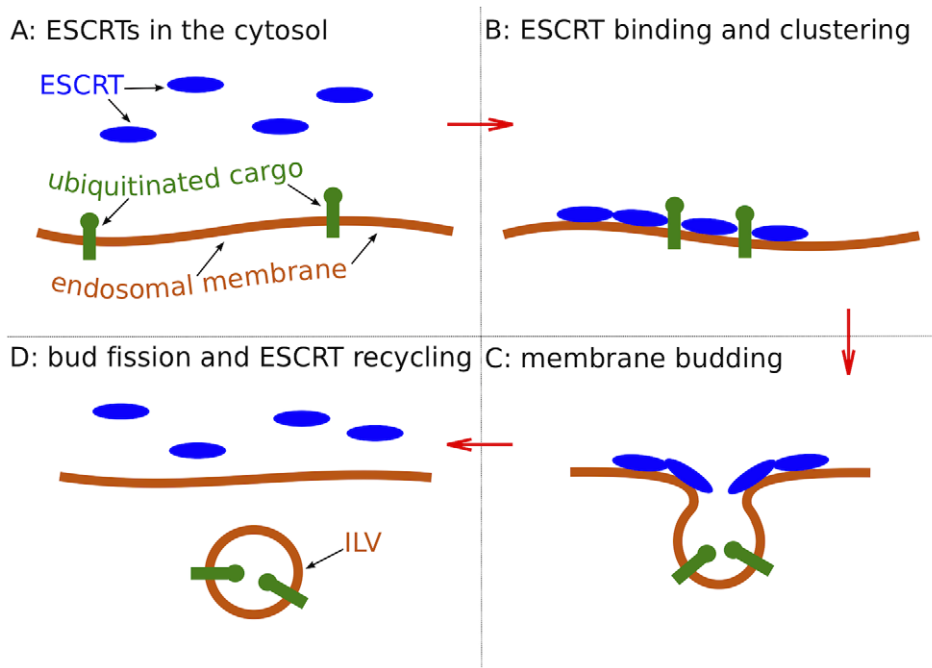 A: ESCRTs in the cytosol
ESCRT
ubiquitinated cargo
endosomal membrane
B: ESCRT binding and clustering
D: bud fission and ESCRT recycling
ILV
C: membrane budding